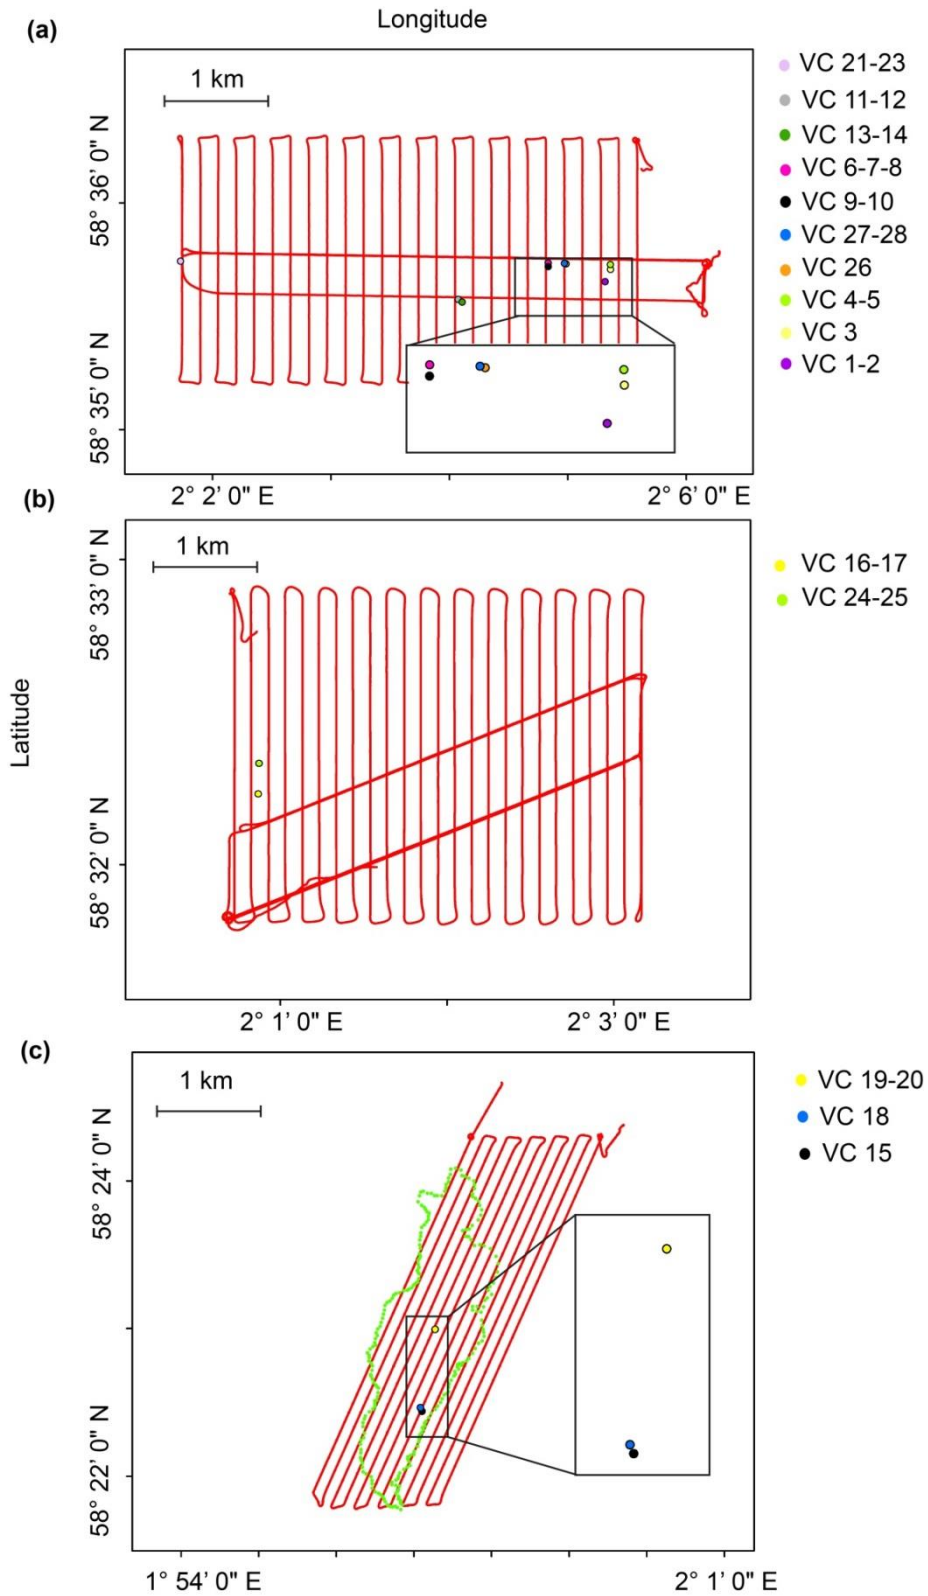 Longitude
(a)
1 km
VC 21-23
VC 11-12
VC 13-14
VC 6-7-8
VC 9-10
VC 27-28
VC 26
VC 4-5
VC 3
VC 1-2
58° 36’ 0" N
58° 35’ 0" N
2° 2’ 0" E
2° 6’ 0" E
(b)
1 km
VC 16-17
VC 24-25
58° 33’ 0" N
58° 32’ 0" N
Latitude
2° 1’ 0" E
2° 3’ 0" E
(c)
1 km
VC 19-20
VC 18
VC 15
58° 24’ 0" N
58° 22’ 0" N
1° 54’ 0" E
2° 1’ 0" E